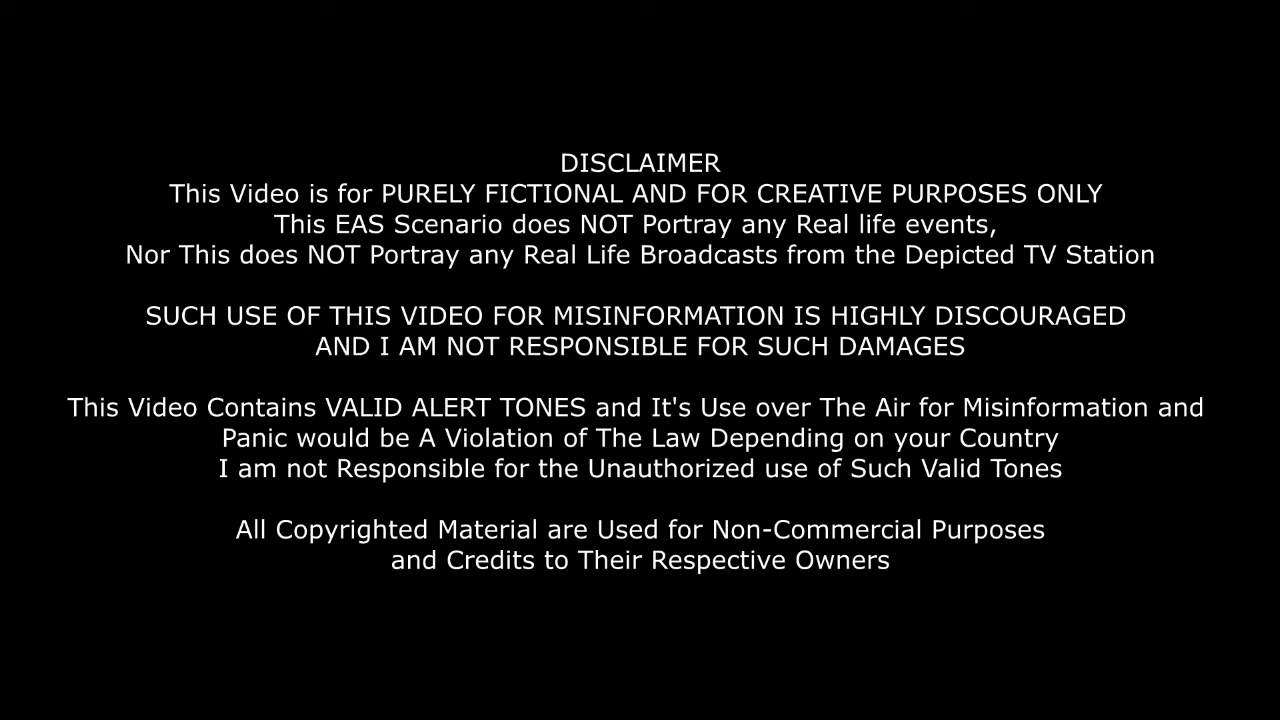 DISCLAIMER
This Video is for PURELY FICTIONAL AND FOR CREATIVE PURPOSES ONLY
This EAS Scenario does NOT Portray any Real life events,
Nor This does NOT Portray any Real Life Broadcasts from the Depicted TV Station
SUCH USE OF THIS VIDEO FOR MISINFORMATION IS HIGHLY DISCOURAGED
AND I AM NOT RESPONSIBLE FOR SUCH DAMAGES
This Video Contains VALID ALERT TONES and It's Use over The Air for Misinformation and
Panic would be A Violation of The Law Depending on your Country
I am not Responsible for the Unauthorized use of Such Valid Tones
All Copyrighted Material are Used for Non-Commercial Purposes
and Credits to Their Respective Owners